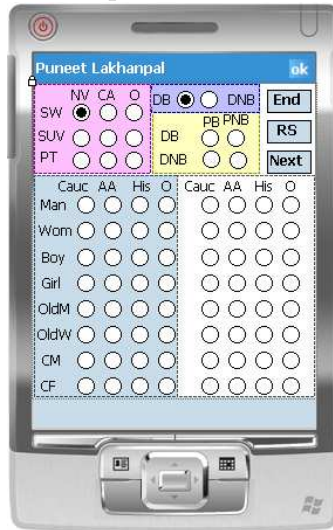 Puneet Lakhanpal ok
NV CA O DB DNB End
SW
PB PNB
SUV DB RS
PT DNB Next
Cauc AA His O Cauc AA His O
Man
Wom
Boy
Girl
OldM
OldW
CM
CF